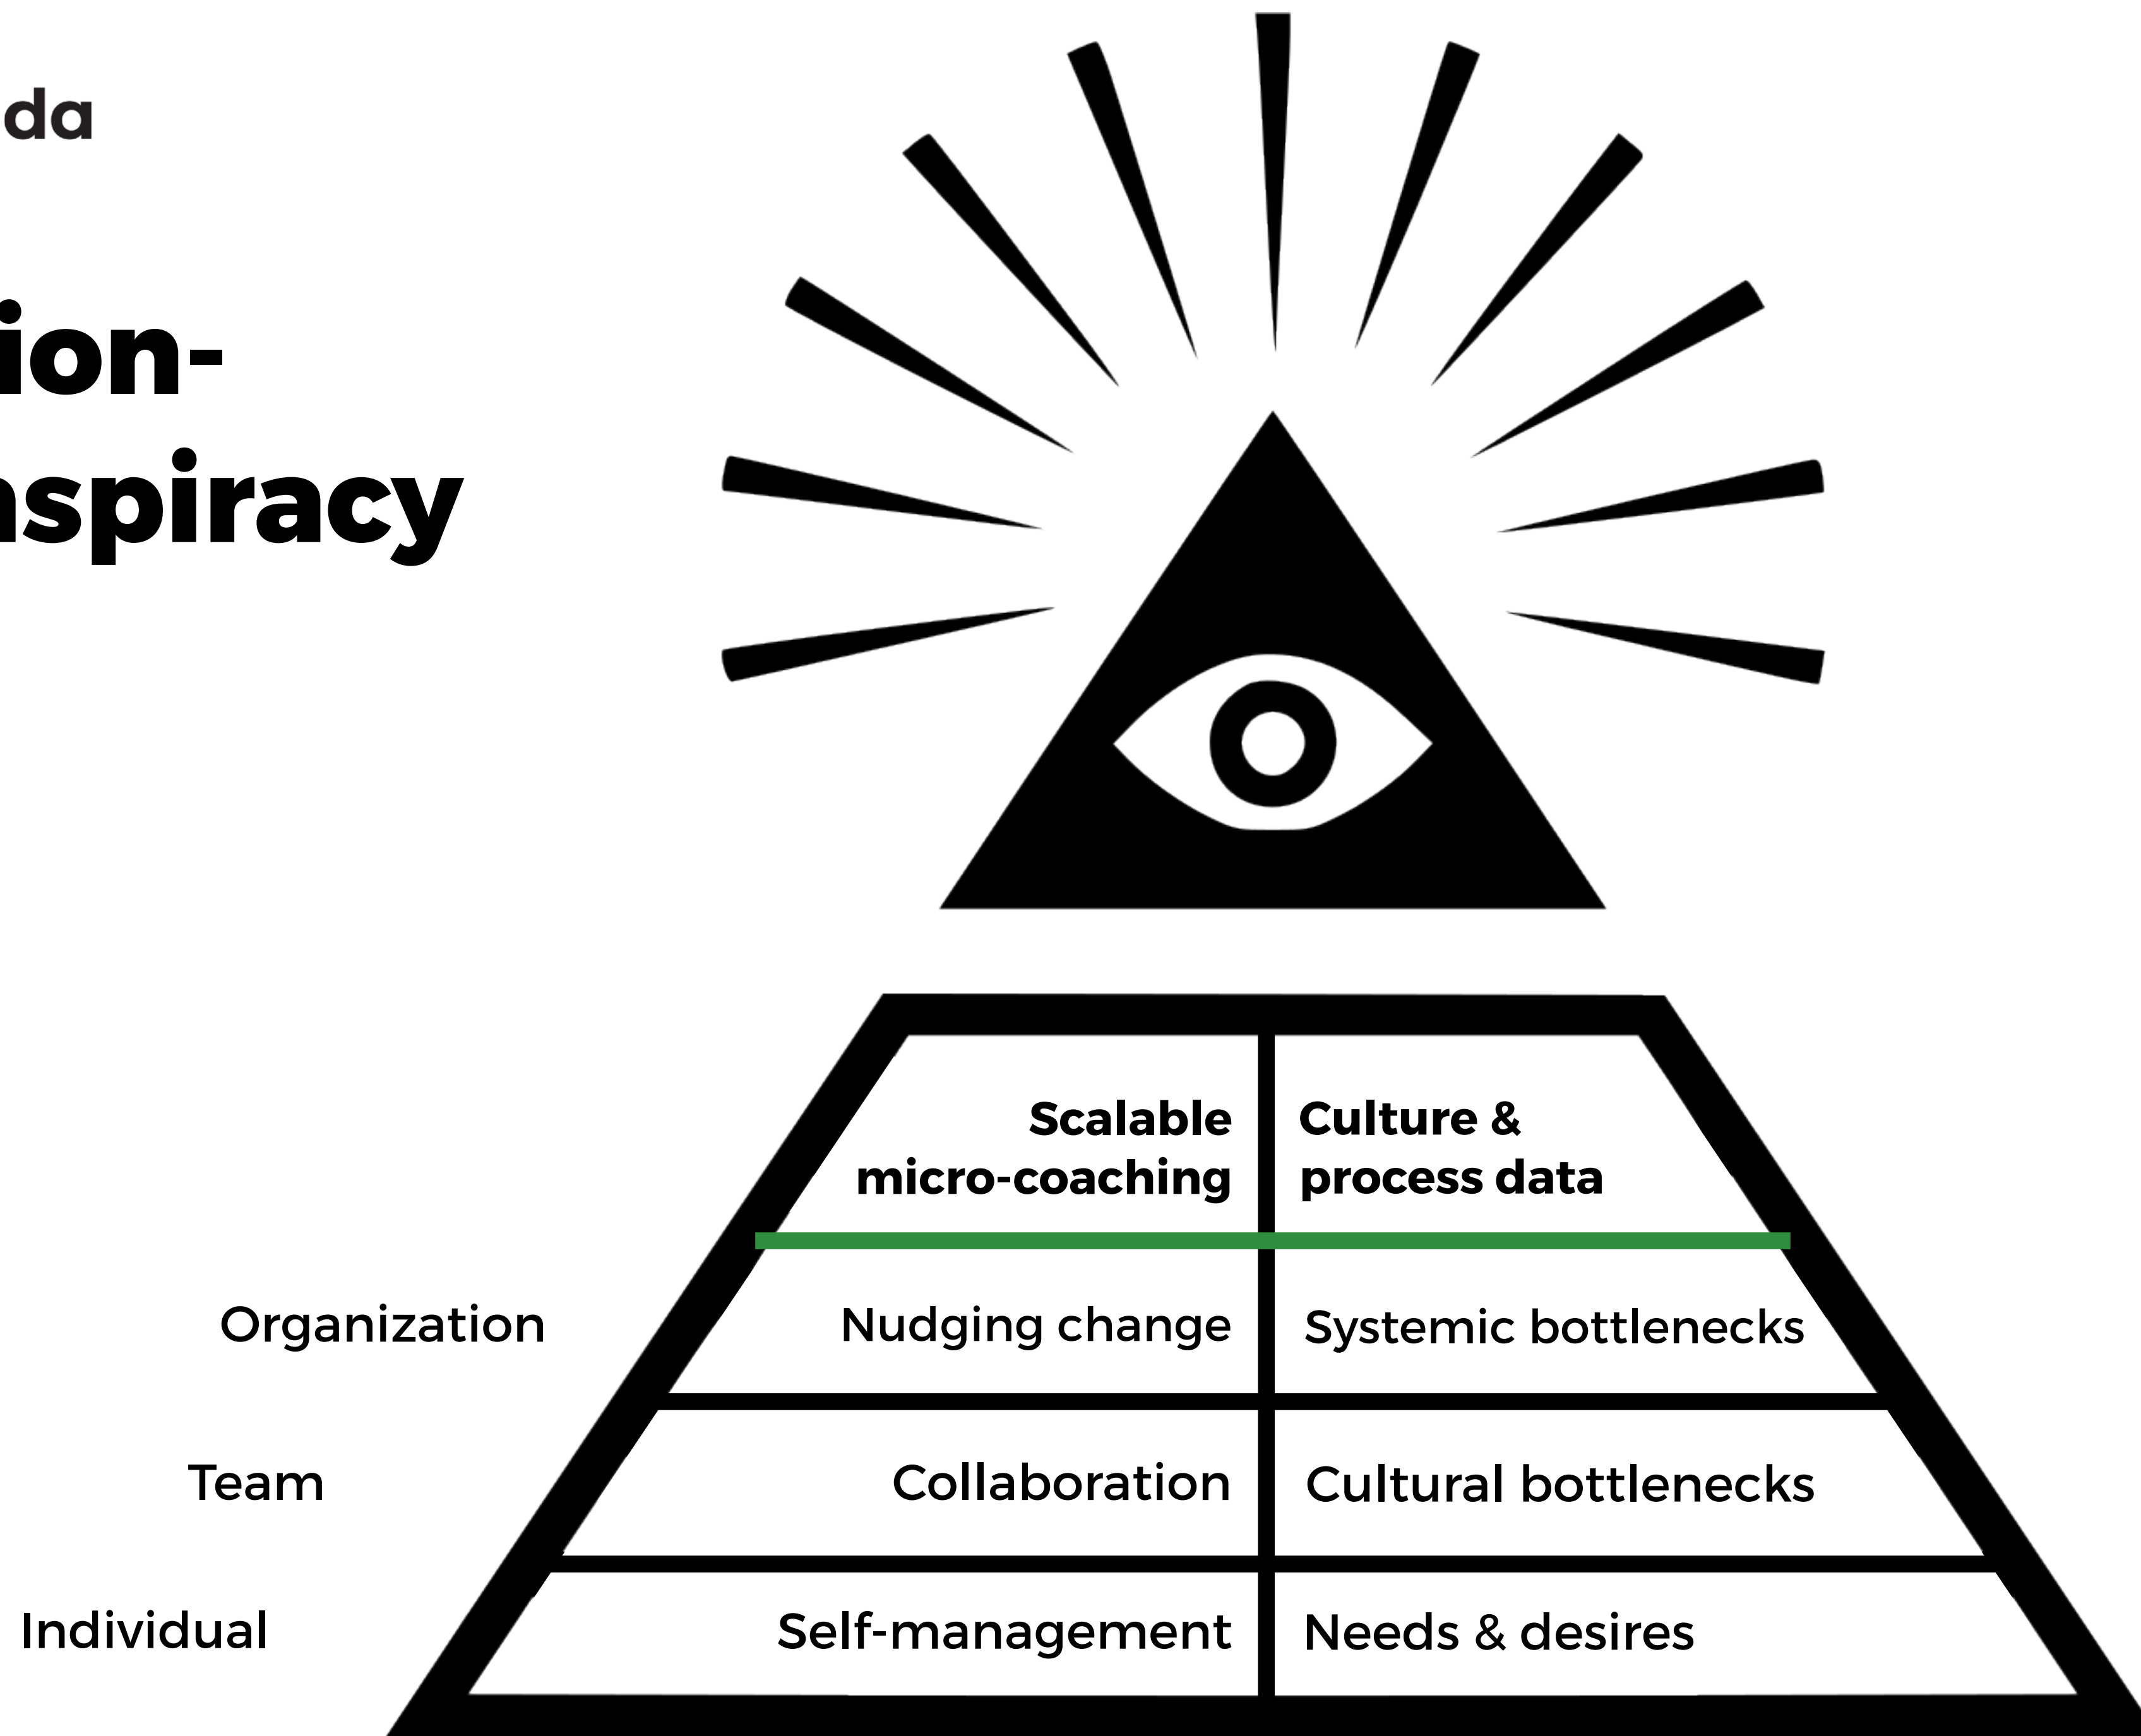 da
ion-
nspiracy
Scalable
micro-coaching
Culture &
process data
Organization
Nudging change
Systemic bottlenecks
Team
Collaboration
Cultural bottlenecks
Individual
Self-management
Needs & desires